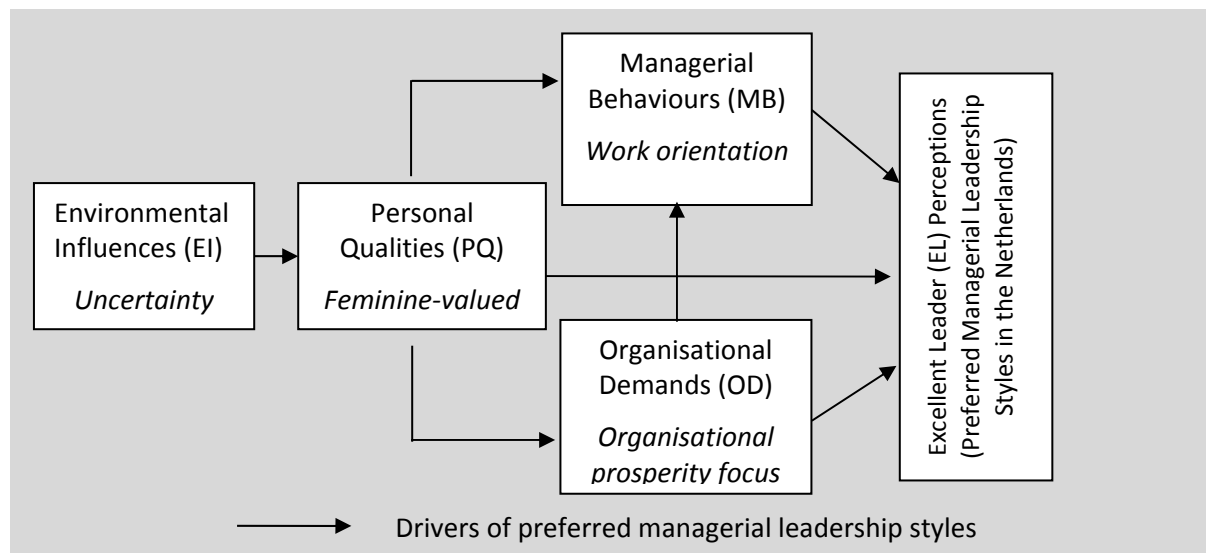 Environmental
Influences (EI)
Uncertainty
Personal
Qualities (PQ)
Feminine-valued
Managerial
Behaviours (MB)
Work orientation
Organisational
Demands (OD)
Organisational
prosperity focus
Excellent Leader (EL) Perceptions
(Preferred Managerial Leadership
Styles in the Netherlands)
Drivers of preferred managerial leadership styles